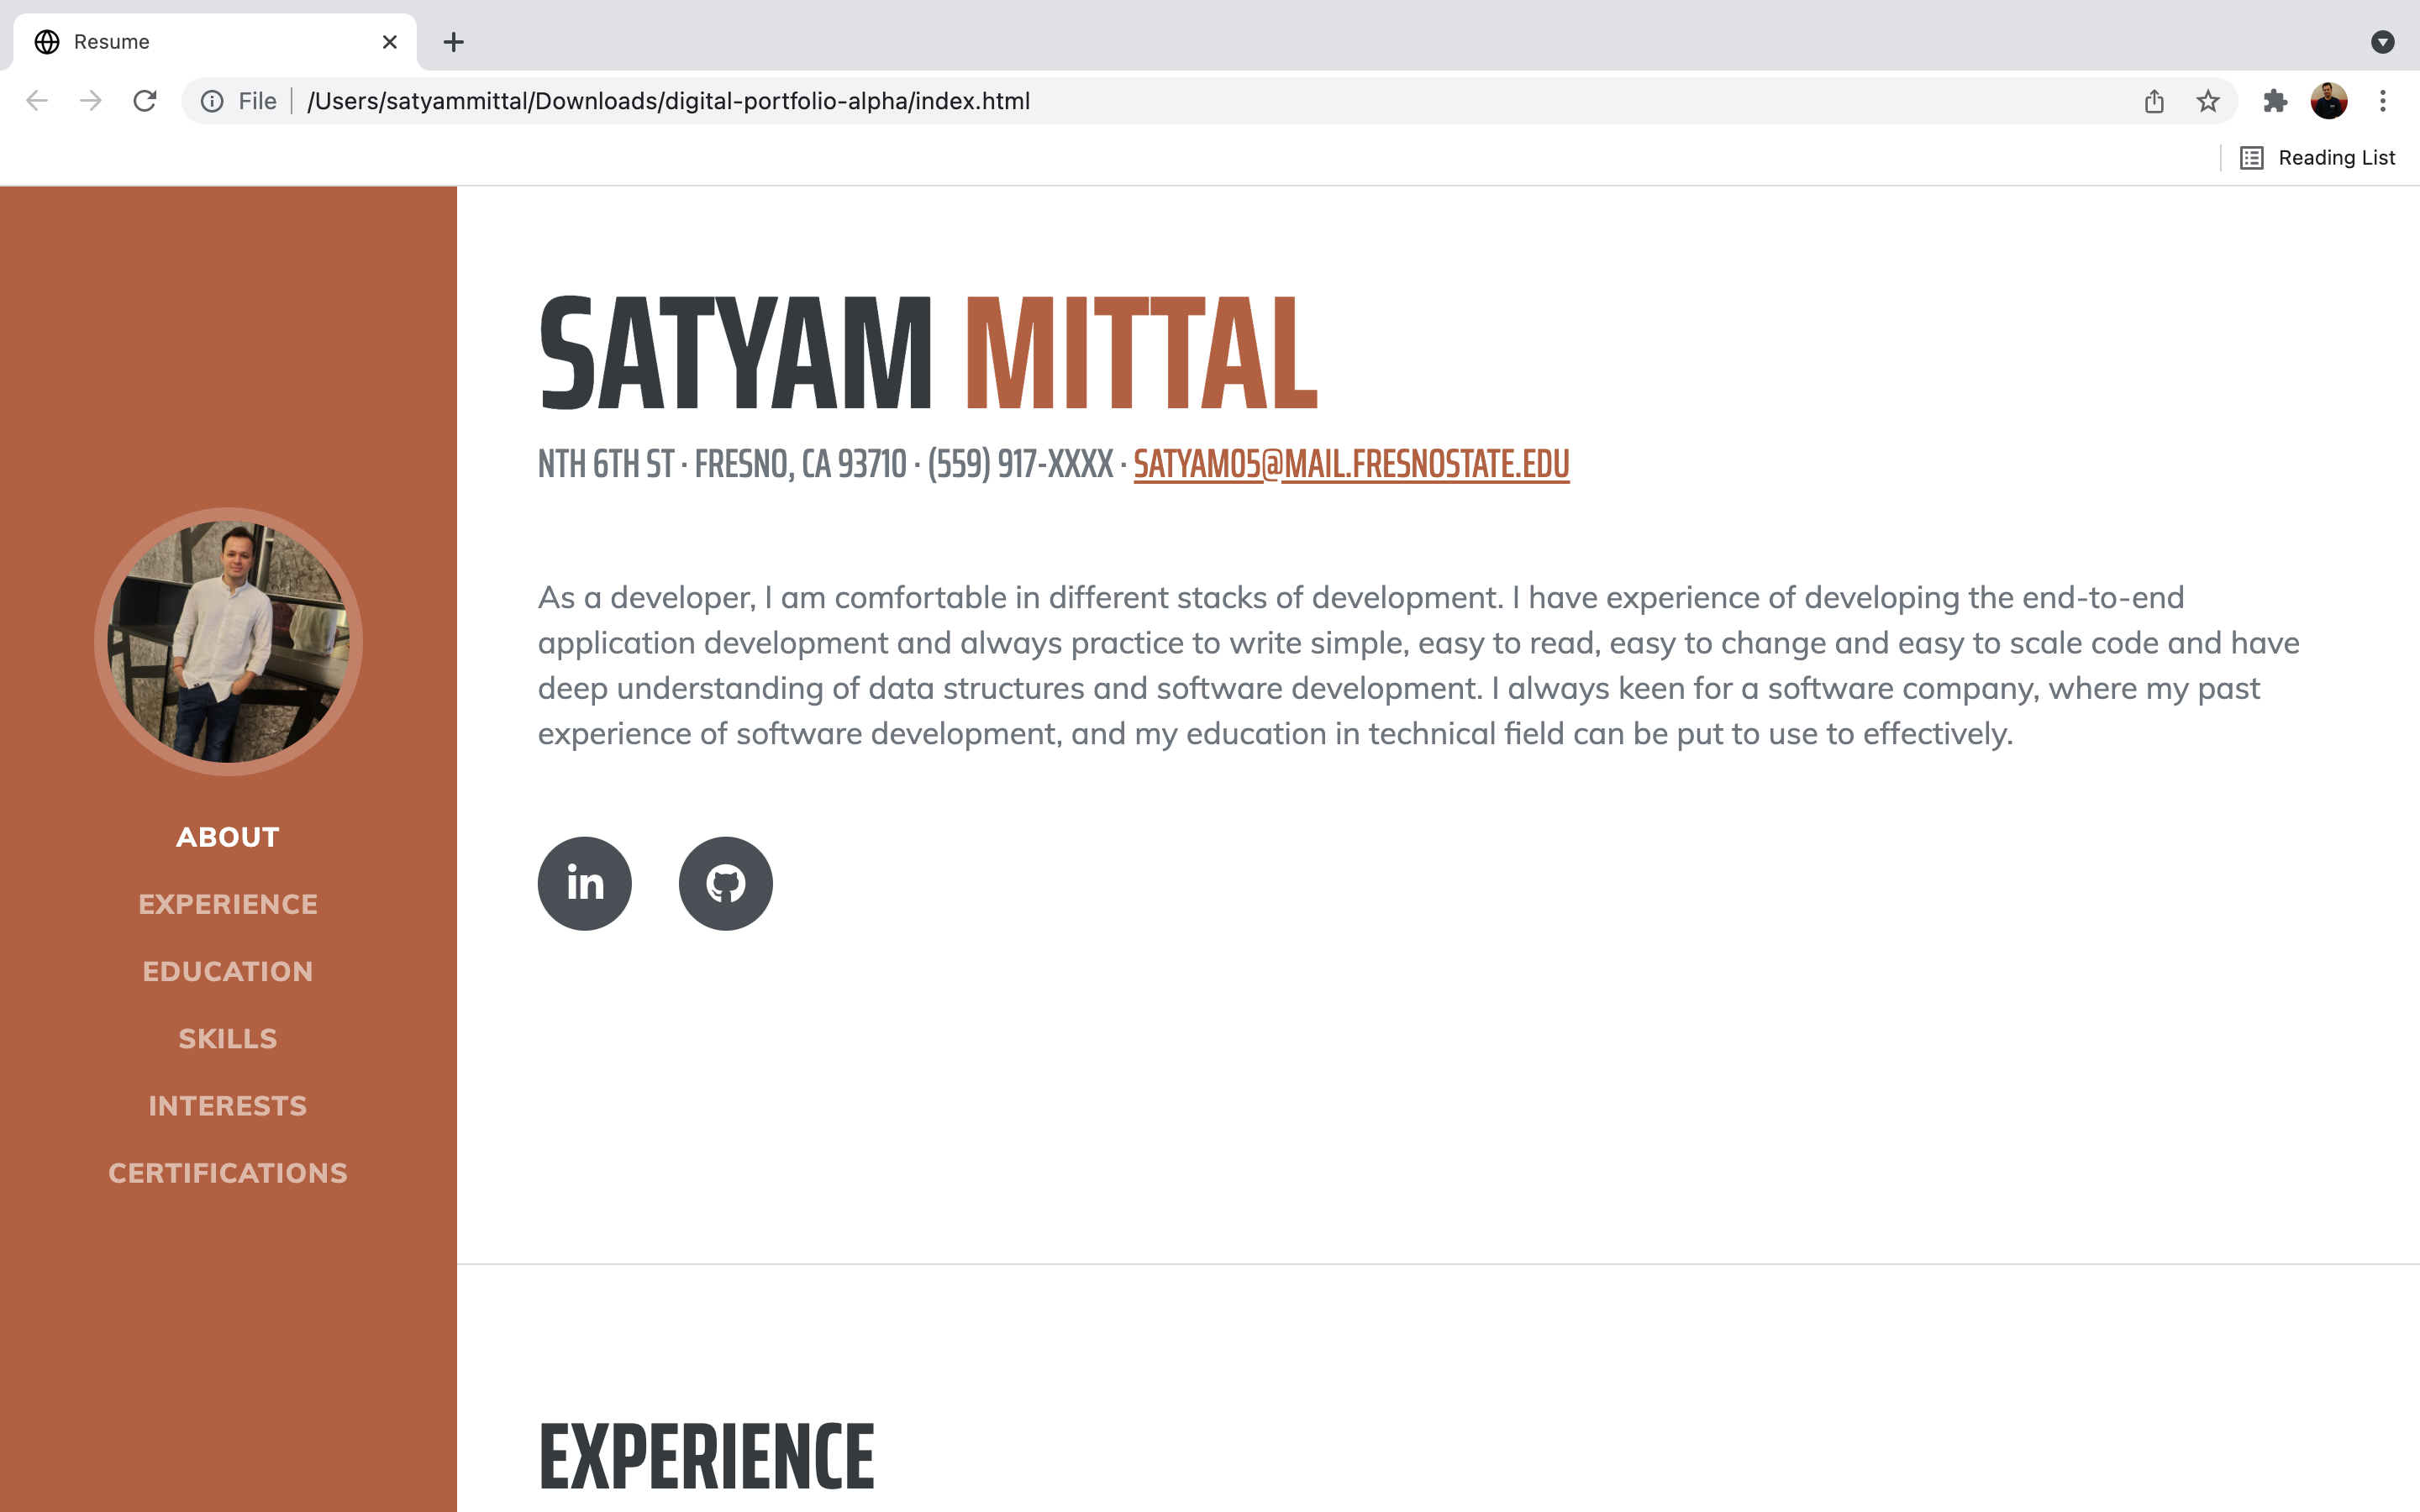 Resume
File
/Users/satyammittal/Downloads/digital-portfolio-alpha/index.html
Reading List
SATYAM MITTAL
NTH 6TH ST · FRESNO, CA 93710 · (559) 917-XXXX · SATYAM05@MAIL.FRESNOSTATE.EDU
As a developer, I am comfortable in different stacks of development. I have experience of developing the end-to-end
application development and always practice to write simple, easy to read, easy to change and easy to scale code and have
deep understanding of data structures and software development. I always keen for a software company, where my past
experience of software development, and my education in technical field can be put to use to effectively.
in
ABOUT
EXPERIENCE
EDUCATION
SKILLS
INTERESTS
CERTIFICATIONS
EXPERIENCE